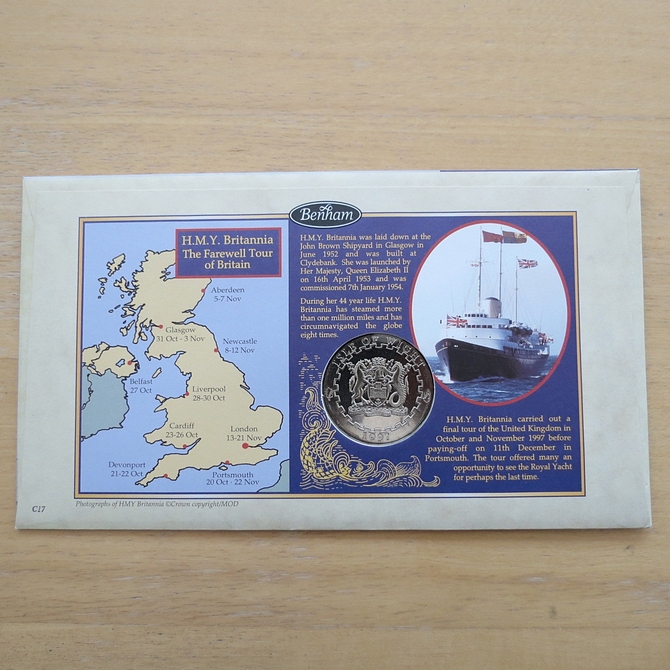 Benham
H.M.Y. Britannia
The Farewell Tour
of Britain
Aberdeen
5-7 Nov
Glasgow
31 Oct - 3 Nov
Newcastle
8-12 Nov
Belfast
27 Oct
Liverpool
28-30 Oct
Cardiff
23-26 Oct
London
13-21 Nov
Devonport
21-22 Oct
Portsmouth
20 Oct - 22 Nov
H.M.Y. Britannia was laid down at the
John Brown Shipyard in Glasgow in
June 1952 and was built at
Clydebank. She was launched by
Her Majesty, Queen Elizabeth II
on 16th April 1953 and was
commissioned 7th January 1954.
During her 44 year life H.M.Y.
Britannia has steamed more
than one million miles and has
circumnavigated the globe
eight times.
ISLE OF WIGHT
1997
H.M.Y. Britannia carried out a
final tour of the United Kingdom in
October and November 1997 before
paying-off on 11th December in
Portsmouth. The tour offered many an
opportunity to see the Royal Yacht
for perhaps the last time.
C17
Photographs of HMY Britannia ©Crown copyright/MOD